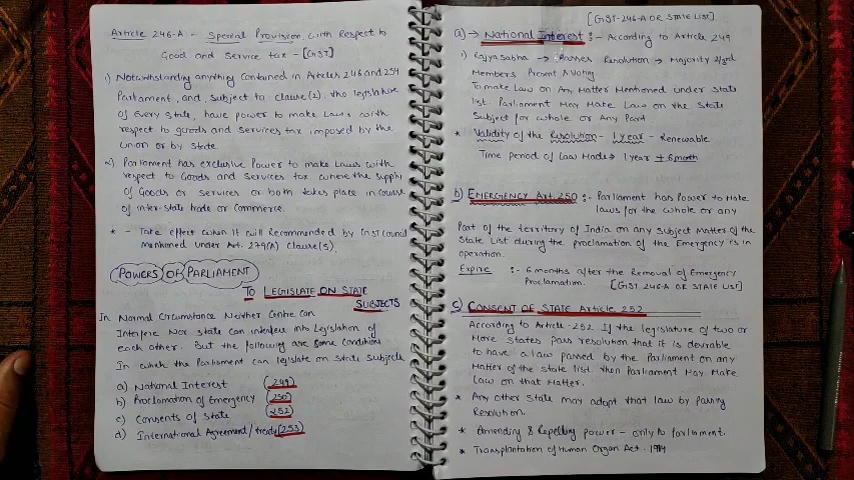 Article 246-A - Special Provision with Respect to
Good and Service tax - [GST]
1) Notwithstanding anything Contained in Articles 246 and 254
Parliament, and, subject to clause(2), the legislature
of every state, have power to make laws with
respect to goods and services tax imposed by the
union or by state
2) Parliament has exclusive Power to make Laws with
respect to Goods and Services tax where the supply
of Goods or services or both takes place in course
of inter-state trade or commerce.
* - Take effect when it will Recommended by GST Council
Mentioned under Art. 279(A) Clause(5).
POWERS OF PARLIAMENT
TO LEGISLATE ON STATE
SUBJECTS
In Normal Circumstance Neither Centre can
Interfere Nor state can interfere into Legislation of
each other. But the following are some conditions
In which the Parliament can legislate on state subjects
a) National Interest (249)
b) Proclamation of Emergency (250)
c) Consents of State (252)
d) International Agreement/treaty (253)
[GST-246-A OR STATE LIST]
a) → National Interest :- According to Article 249
1) Rajya Sabha → Passes Resolution → Majority 2/3rd
Members Present & Voting
To make Law on Any Matter Mentioned under State
list. Parliament May Make Law on the State
Subject for whole or Any Part
* Validity of the Resolution - 1 year - Renewable
Time period of Law Made → 1 year + 6 month
b) EMERGENCY Art 250 :- Parliament has Power to Make
laws for the whole or any
Part of the territory of India on any Subject Matter of the
State List during the proclamation of the Emergency is in
operation.
Expire :- 6 months after the Removal of Emergency
Proclamation. [GST 246-A OR STATE LIST]
C) CONSENT OF STATE Article 252
According to Article -252 If the legislature of two or
More states pass resolution that it is desirable
to have a law passed by the Parliament on any
Matter of the state list then Parliament May Make
Law on that Matter.
* Any other State may adopt that law by passing
Resolution.
* Amending & Repelling power - only to parliament.
* Transplantation of Human Organ Act - 1994